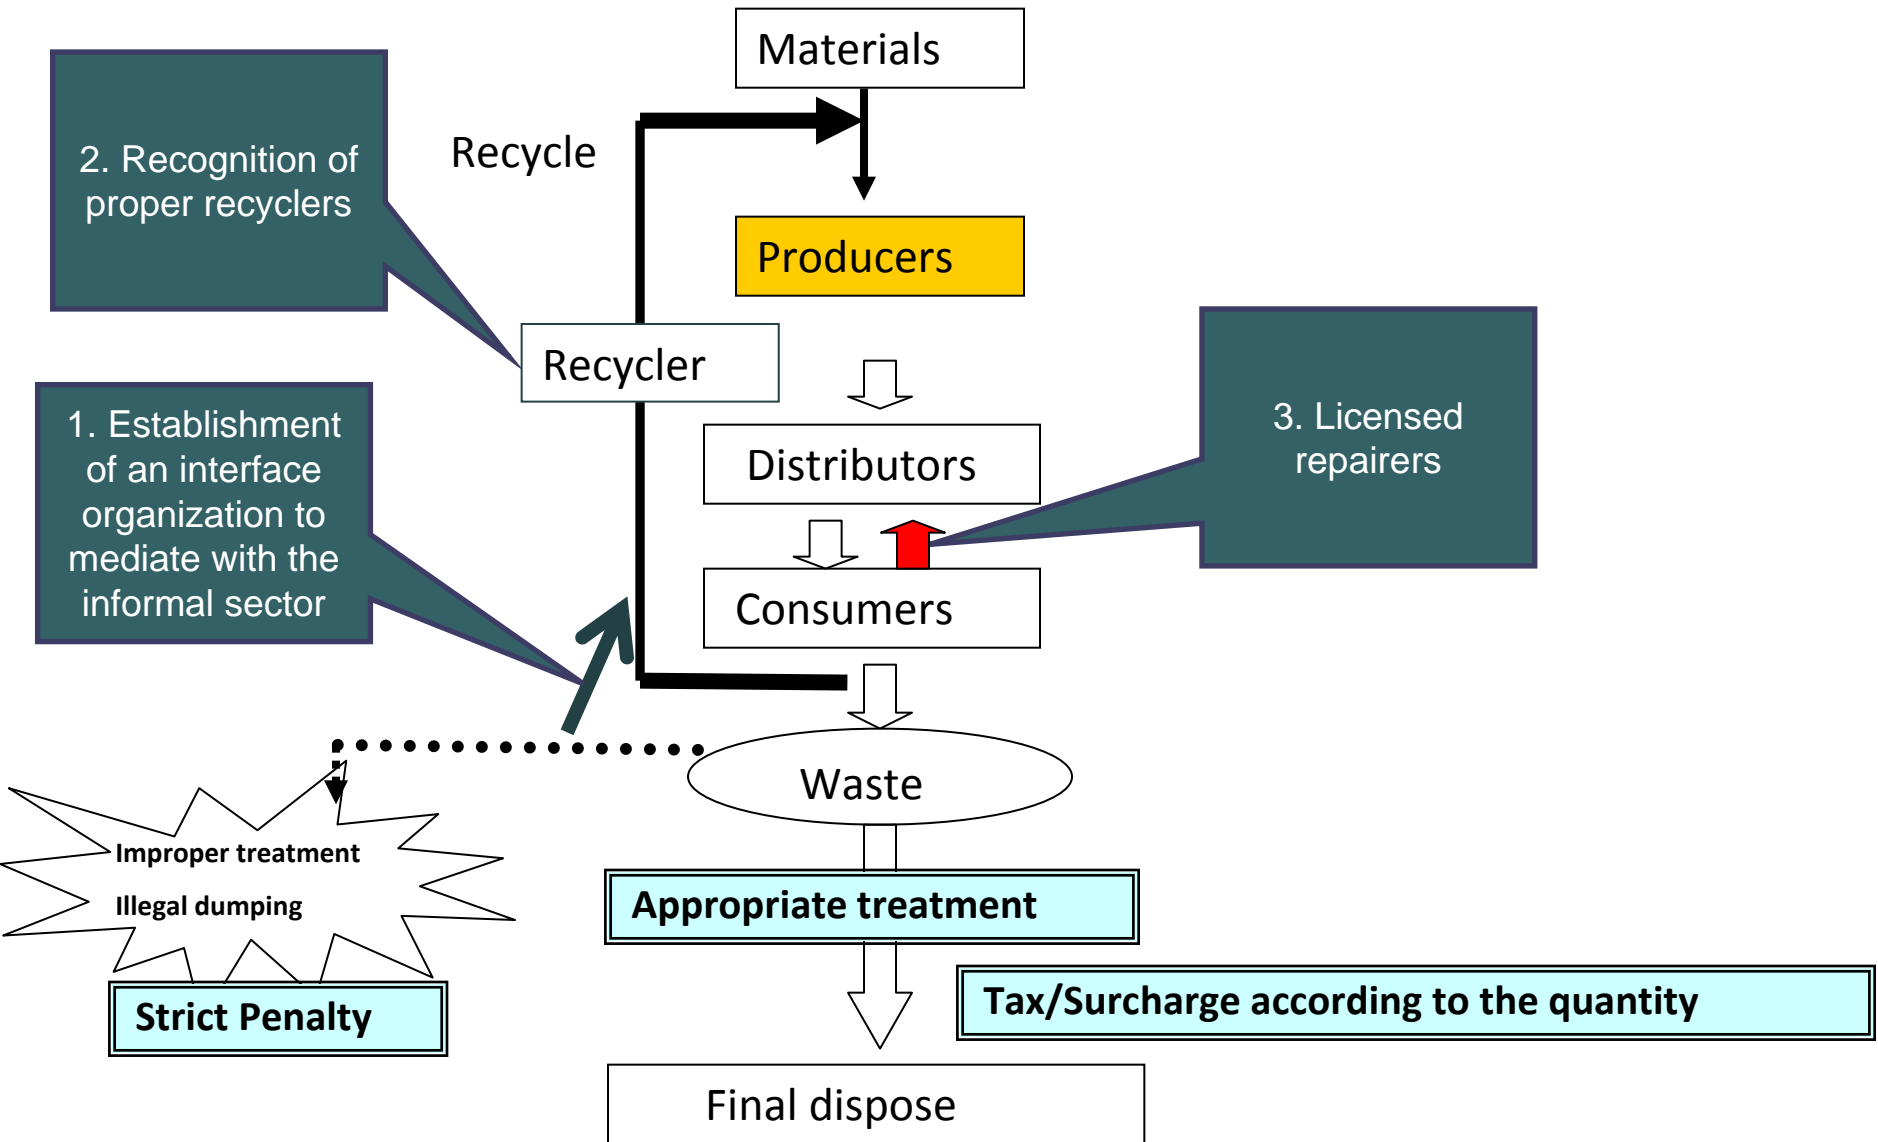 Materials
2. Recognition of
proper recyclers
Recycle
Producers
Recycler
1. Establishment
of an interface
organization to
mediate with the
informal sector
3. Licensed
repairers
Distributors
Consumers
Waste
Improper treatment
Illegal dumping
Appropriate treatment
Strict Penalty
Tax/Surcharge according to the quantity
Final dispose